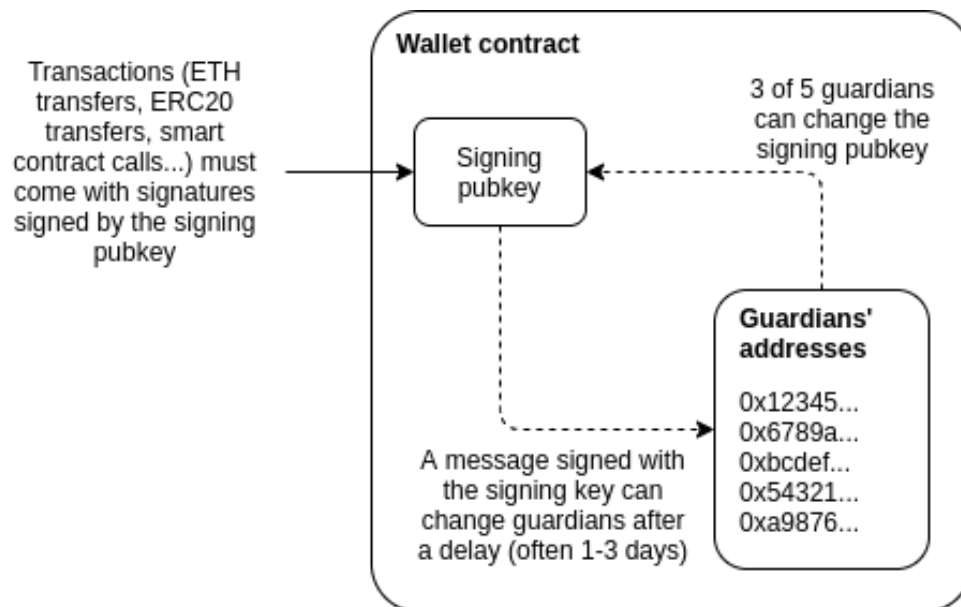 Wallet contract
Transactions (ETH
transfers, ERC20
transfers, smart
contract calls...) must
come with signatures
signed by the signing
pubkey
Signing
pubkey
3 of 5 guardians
can change the
signing pubkey
Guardians'
addresses
0x12345...
0x6789a...
0xbcdef...
0x54321...
0xa9876...
A message signed with
the signing key can
change guardians after
a delay (often 1-3 days)